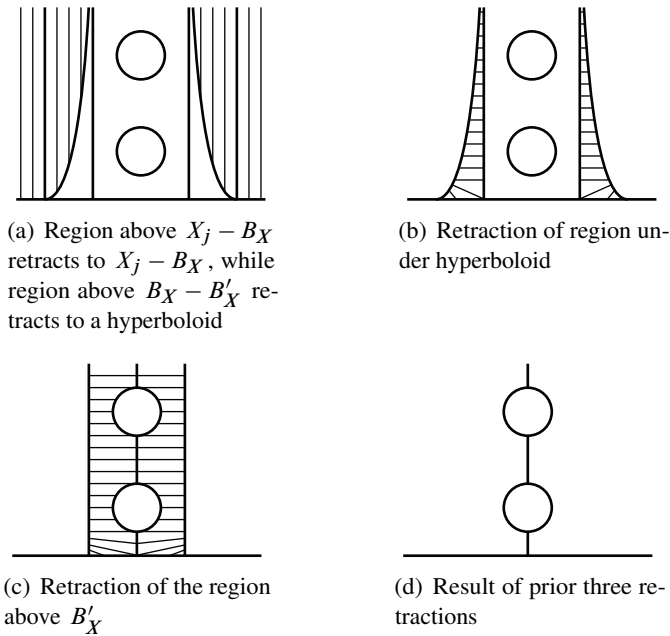 (a) Region above $X_j - B_X$
retracts to $X_j - B_X$, while
region above $B_X - B'_X$ re-
tracts to a hyperboloid
(b) Retraction of region un-
der hyperboloid
(c) Retraction of the region
above $B'_X$
(d) Result of prior three re-
tractions